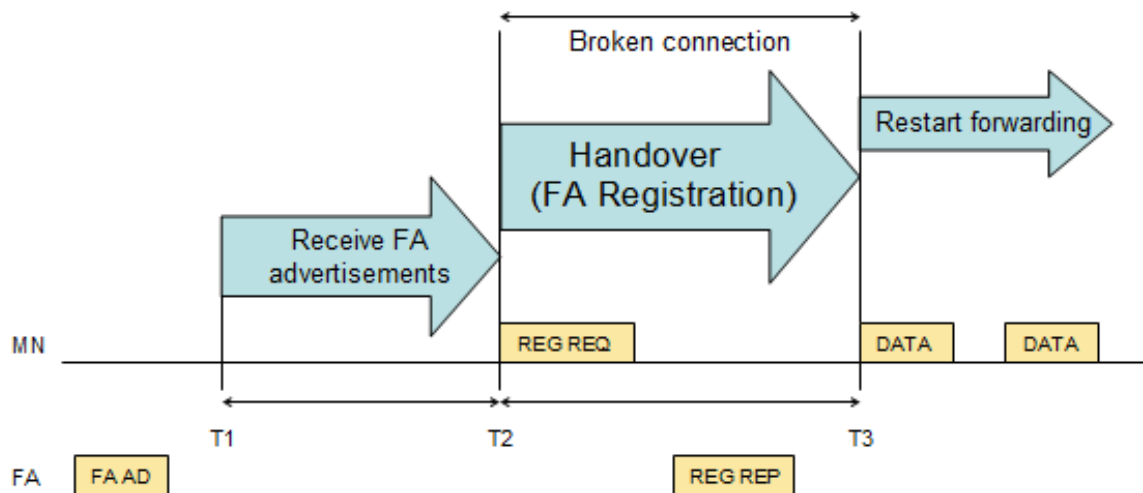 Broken connection
Handover
(FA Registration)
Restart forwarding
Receive FA
advertisements
MN
REG REQ
DATA
DATA
T1
T2
T3
FA
FA AD
REG REP